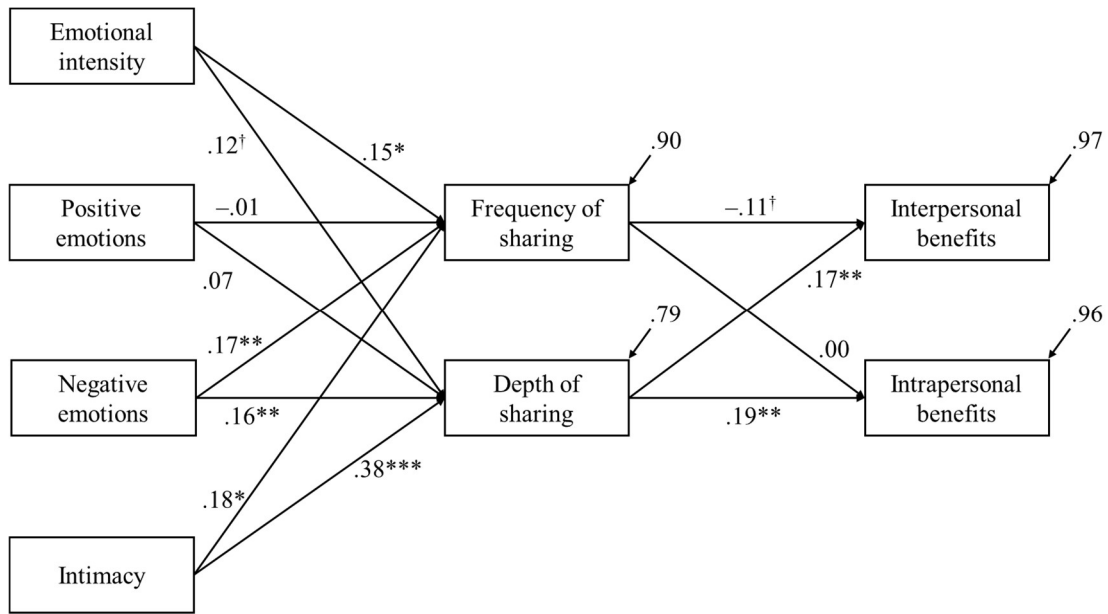 Emotional
intensity
.12†
.15*
.90
.97
Positive
emotions
–.01
Frequency of
sharing
–.11†
Interpersonal
benefits
.07
.17**
.17**
.79
.00
.96
Negative
emotions
.16**
Depth of
sharing
.19**
Intrapersonal
benefits
.38***
.18*
Intimacy